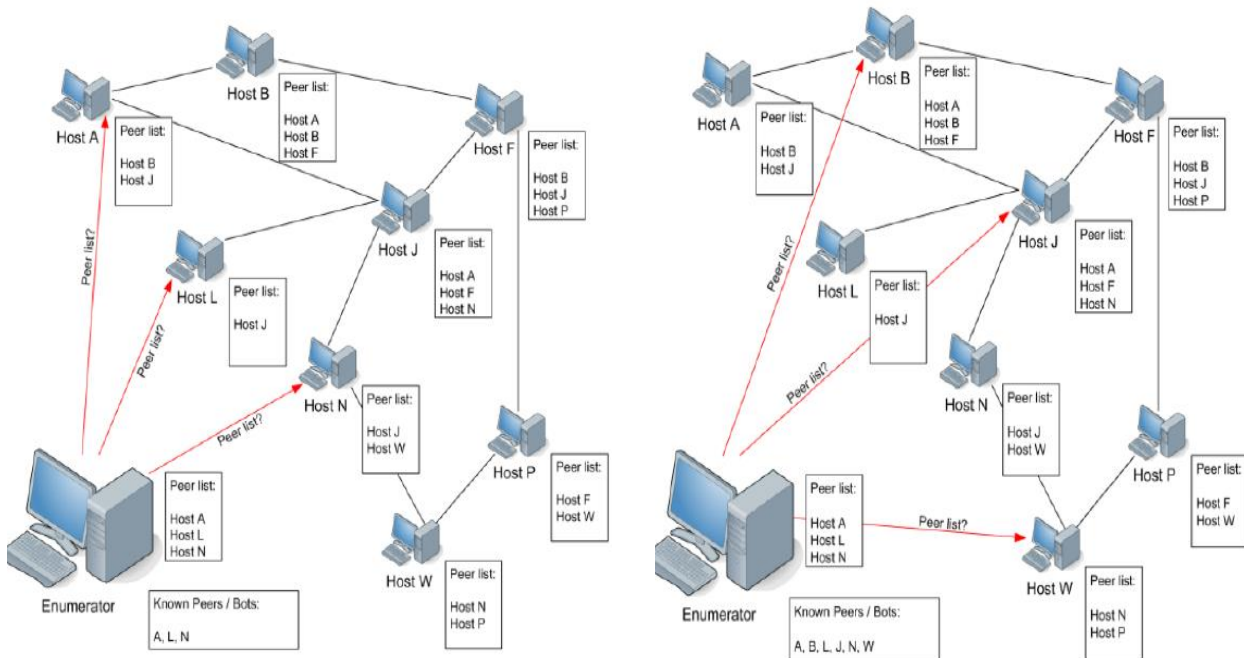 Host B
Peer list:
Host A
Host B
Host F
Host A
Peer list:
Host B
Host J
Host F
Peer list:
Host B
Host J
Host P
Peer list?
Host J
Peer list:
Host A
Host F
Host N
Host L
Peer list:
Host J
Peer list?
Host N
Peer list:
Host J
Host W
Peer list?
Host P
Peer list:
Host F
Host W
Peer list:
Host A
Host L
Host N
Host W
Peer list:
Host N
Host P
Enumerator
Known Peers / Bots:
A, L, N
Host B
Peer list:
Host A
Host B
Host F
Host A
Peer list:
Host B
Host J
Host F
Peer list:
Host B
Host J
Host P
Peer list?
Host J
Peer list:
Host A
Host F
Host N
Host L
Peer list:
Host J
Peer list?
Host N
Peer list:
Host J
Host W
Host P
Peer list:
Host F
Host W
Peer list:
Host A
Host L
Host N
Peer list?
Host W
Peer list:
Host N
Host P
Enumerator
Known Peers / Bots:
A, B, L, J, N, W